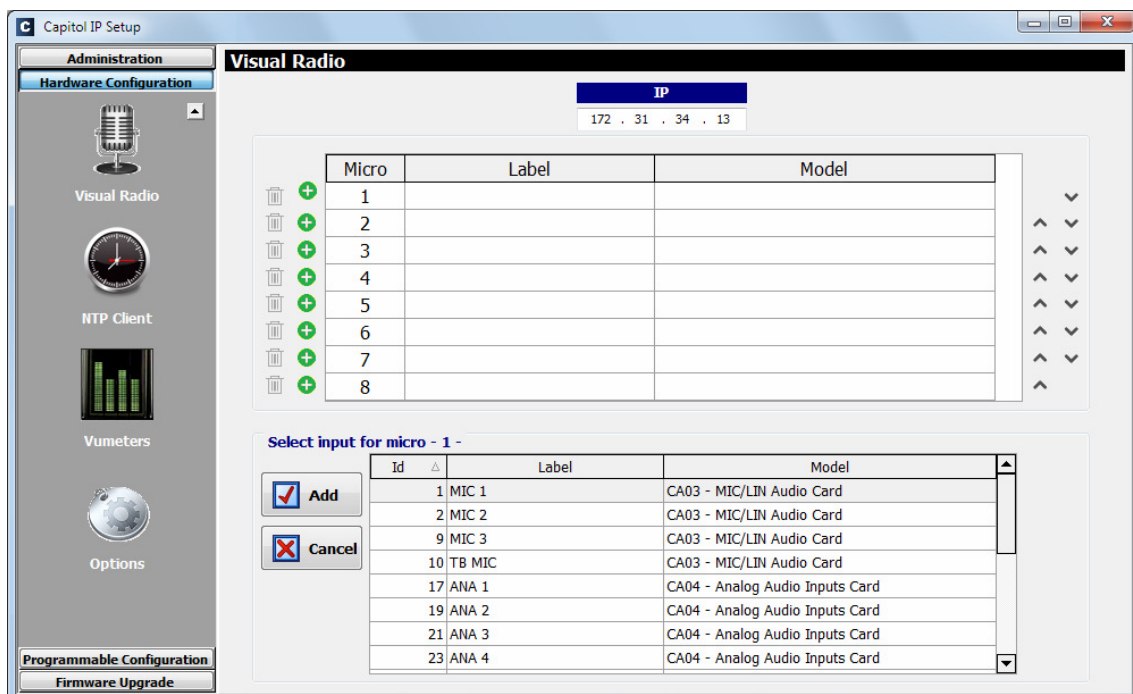 Capitol IP Setup
Administration
Hardware Configuration
Visual Radio
NTP Client
Vumeters
Options
Programmable Configuration
Firmware Upgrade
Visual Radio
IP
172 . 31 . 34 . 13
Micro Label Model
1
2
3
4
5
6
7
8
Select input for micro - 1 -
Add
Cancel
Id Label Model
1 MIC 1 CA03 - MIC/LIN Audio Card
2 MIC 2 CA03 - MIC/LIN Audio Card
9 MIC 3 CA03 - MIC/LIN Audio Card
10 TB MIC CA03 - MIC/LIN Audio Card
17 ANA 1 CA04 - Analog Audio Inputs Card
19 ANA 2 CA04 - Analog Audio Inputs Card
21 ANA 3 CA04 - Analog Audio Inputs Card
23 ANA 4 CA04 - Analog Audio Inputs Card